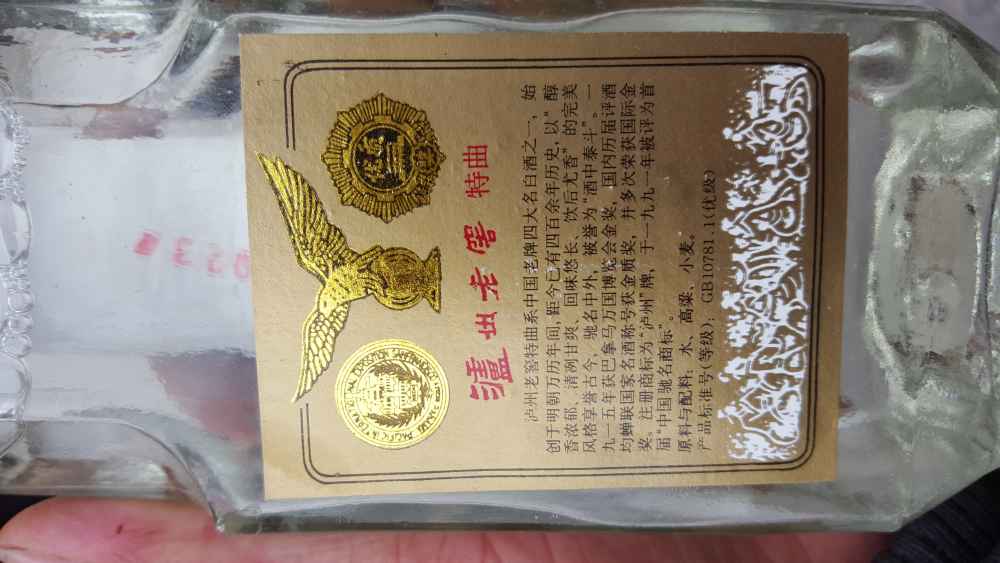 泸州老窖 特曲
泸州老窖特曲系中国老牌四大名白酒之一，始
创于明朝万历年间，距今已有四百余年历史，以“醇
香浓郁、清冽甘爽、回味悠长、饮后尤香”的完美
风格享誉古今，驰名中外，被誉为“酒中泰斗”。一
九一五年获巴拿马万国博览会金奖，国内历届评酒
均蝉联国家名酒称号获金质奖，并多次荣获国际金
奖。注册商标为“泸州”牌，于一九九一年被评为首
届“中国驰名商标”。
原料与配料：水、高粱、小麦。
产品标准号(等级)：GB10781.1(优级)